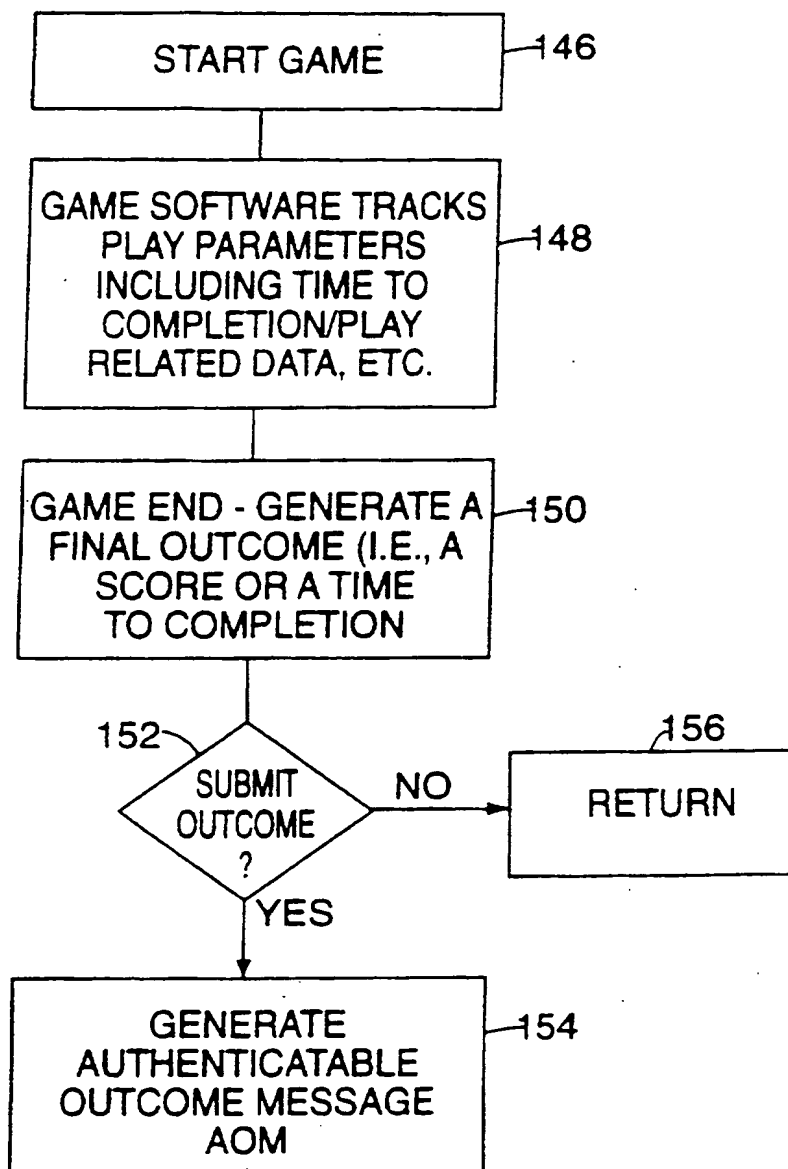 START GAME
146
GAME SOFTWARE TRACKS
PLAY PARAMETERS
INCLUDING TIME TO
COMPLETION/PLAY
RELATED DATA, ETC.
148
GAME END - GENERATE A
FINAL OUTCOME (I.E., A
SCORE OR A TIME
TO COMPLETION
150
152
SUBMIT
OUTCOME
?
NO
156
RETURN
YES
GENERATE
AUTHENTICATABLE
OUTCOME MESSAGE
AOM
154